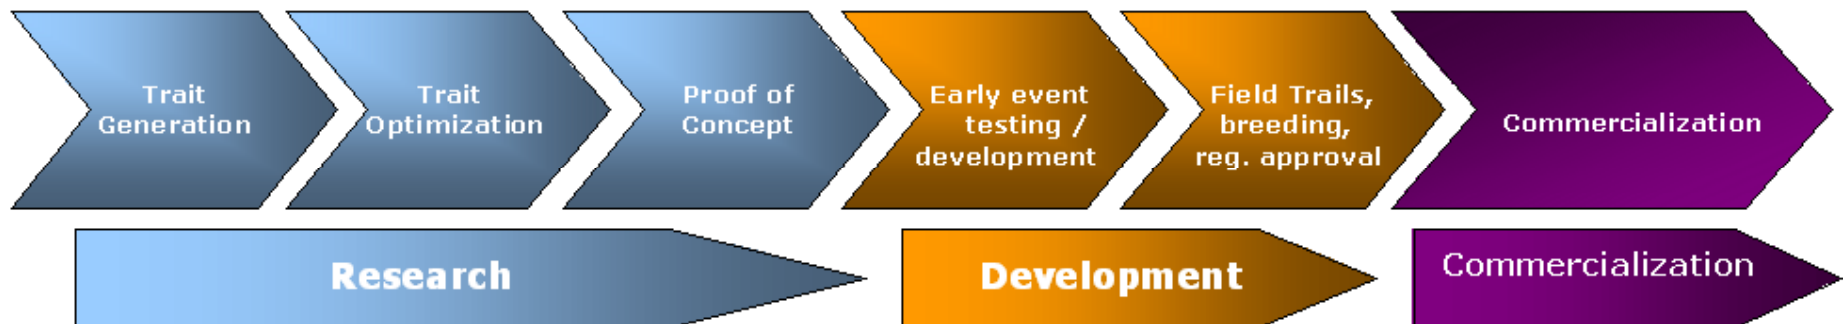 Trait
Generation
Trait
Optimization
Proof of
Concept
Early event
testing /
development
Field Trails,
breeding,
reg. approval
Commercialization
Research
Development
Commercialization